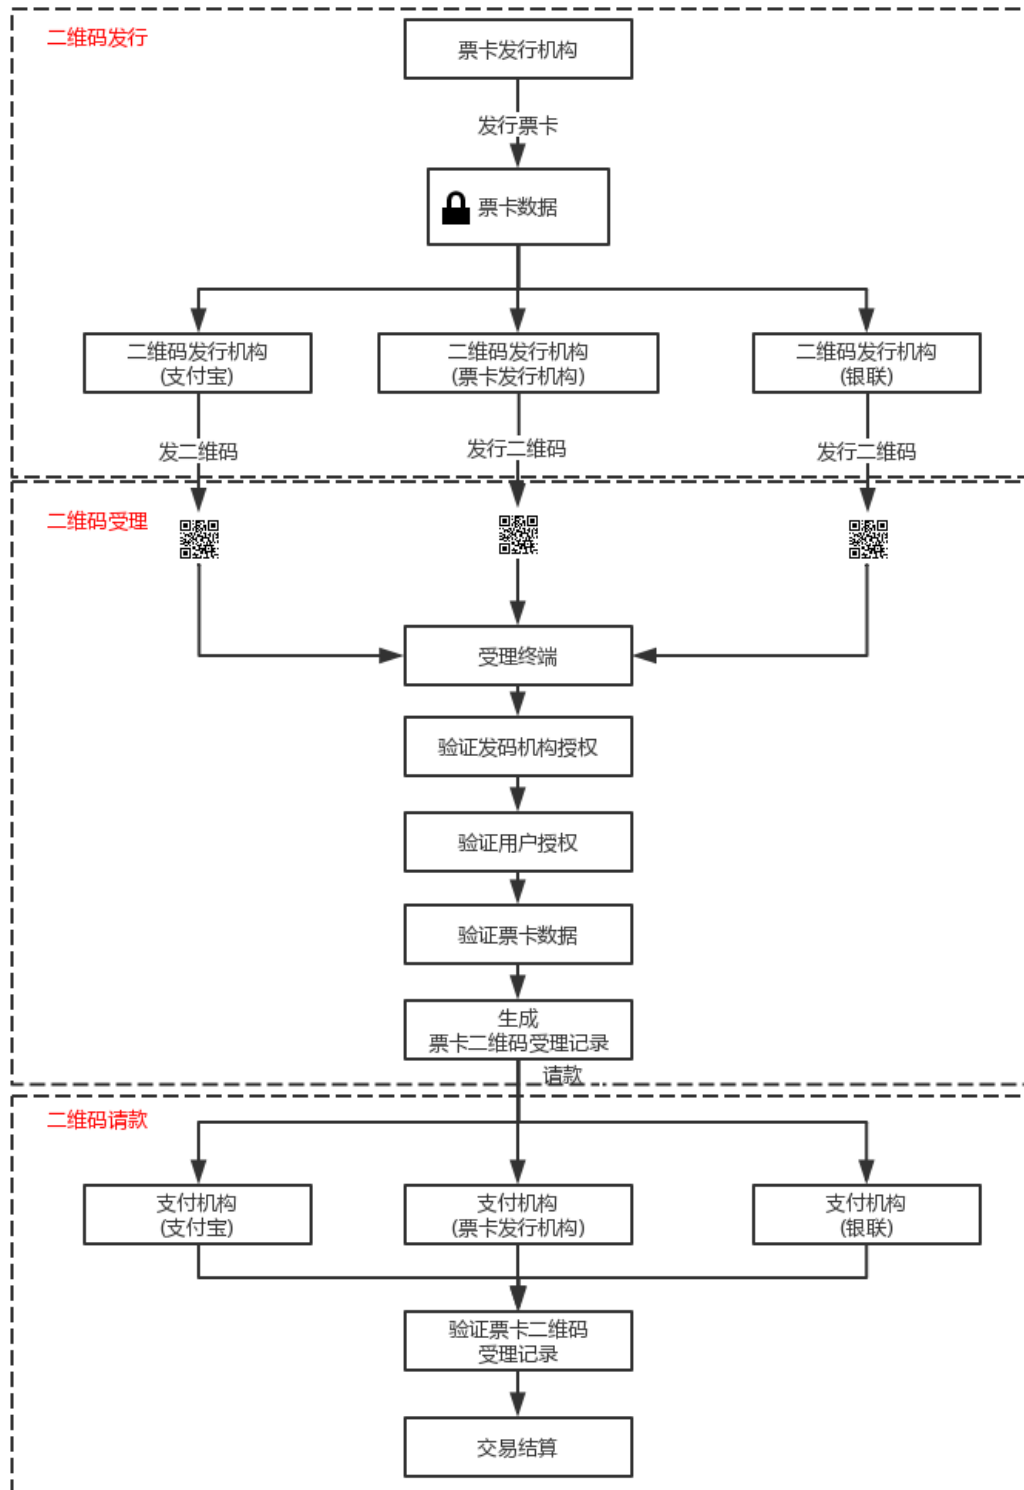 二维码发行
票卡发行机构
发行票卡
票卡数据
二维码发行机构
(支付宝)
二维码发行机构
(票卡发行机构)
二维码发行机构
(银联)
发二维码
发行二维码
发行二维码
二维码受理
受理终端
验证发码机构授权
验证用户授权
验证票卡数据
生成
票卡二维码受理记录
请款
二维码请款
支付机构
(支付宝)
支付机构
(票卡发行机构)
支付机构
(银联)
验证票卡二维码
受理记录
交易结算